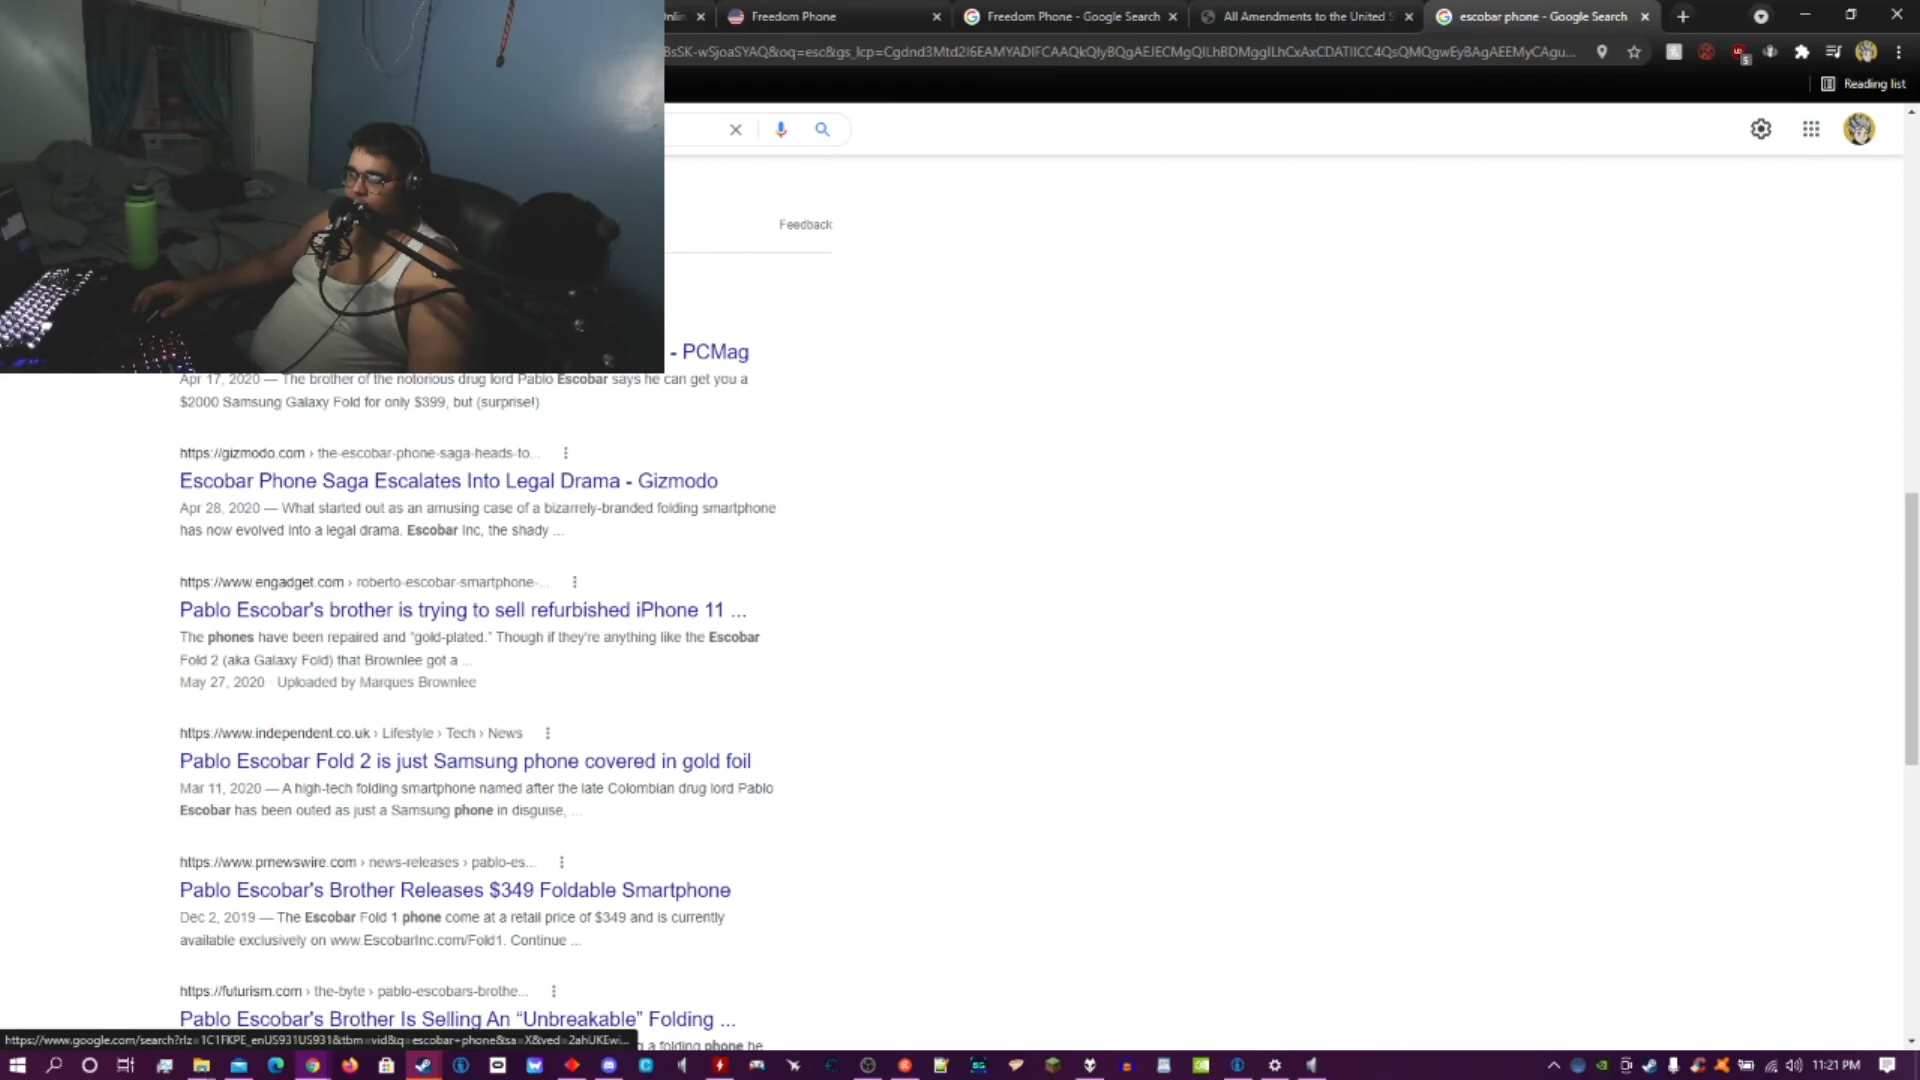 Freedom Phone
Freedom Phone - Google Search
All Amendments to the United S
escobar phone - Google Search
Reading list
Feedback
- PCMag
Apr 17, 2020 — The brother of the notorious drug lord Pablo Escobar says he can get you a
$2000 Samsung Galaxy Fold for only $399, but (surprise!)
https://gizmodo.com › the-escobar-phone-saga-heads-to...
Escobar Phone Saga Escalates Into Legal Drama - Gizmodo
Apr 28, 2020 — What started out as an amusing case of a bizarrely-branded folding smartphone
has now evolved into a legal drama. Escobar Inc, the shady ...
https://www.engadget.com › roberto-escobar-smartphone-...
Pablo Escobar's brother is trying to sell refurbished iPhone 11 ...
The phones have been repaired and "gold-plated." Though if they're anything like the Escobar
Fold 2 (aka Galaxy Fold) that Brownlee got a ...
May 27, 2020 · Uploaded by Marques Brownlee
https://www.independent.co.uk › Lifestyle › Tech › News
Pablo Escobar Fold 2 is just Samsung phone covered in gold foil
Mar 11, 2020 — A high-tech folding smartphone named after the late Colombian drug lord Pablo
Escobar has been outed as just a Samsung phone in disguise, ...
https://www.prnewswire.com › news-releases › pablo-es...
Pablo Escobar's Brother Releases $349 Foldable Smartphone
Dec 2, 2019 — The Escobar Fold 1 phone come at a retail price of $349 and is currently
available exclusively on www.EscobarInc.com/Fold1. Continue ...
https://futurism.com › the-byte › pablo-escobars-brothe...
Pablo Escobar's Brother Is Selling An "Unbreakable" Folding ...
a folding phone he
11:21 PM